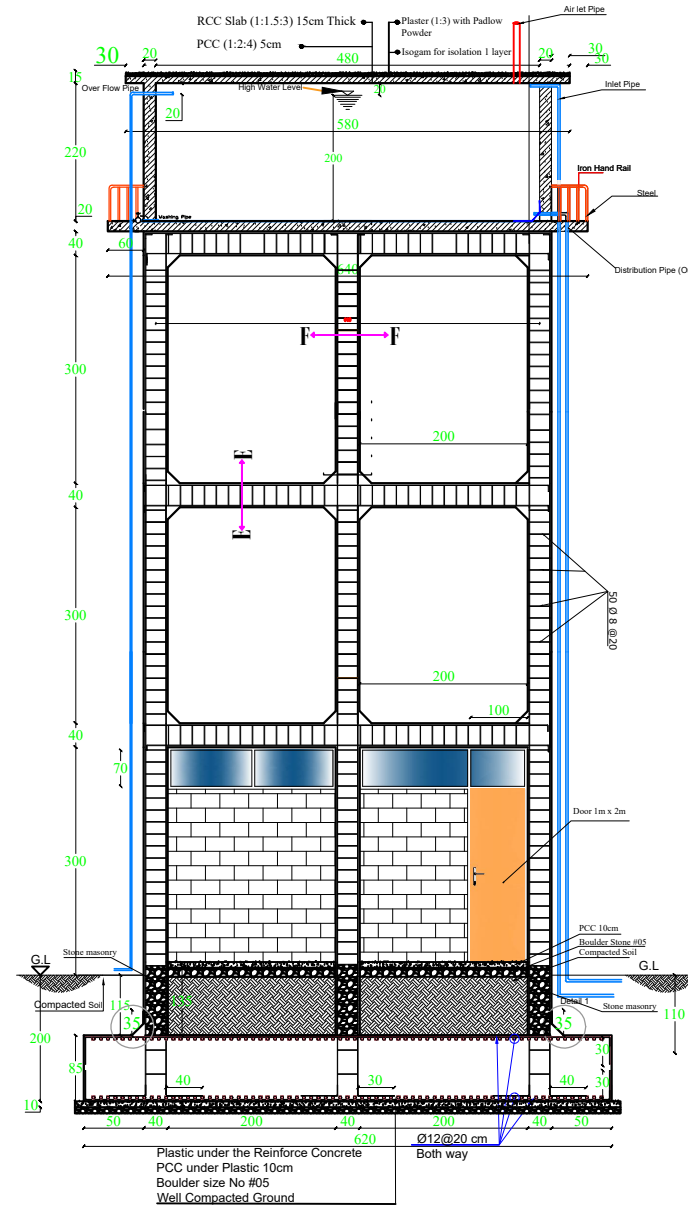 RCC Slab (1:1.5:3) 15cm Thick
PCC (1:2:4) 5cm
Plaster (1:3) with Padlow
Powder
Isogam for isolation 1 layer
Air let Pipe
30
20
480
20
30
30
15
Over Flow Pipe
High Water Level
20
Inlet Pipe
20
580
220
200
Iron Hand Rail
Steel
20
Washing Pipe
40
60
640
Distribution Pipe (O
F
F
300
200
E
E
40
50 Ø 8 @20
300
200
100
40
70
Door 1m x 2m
300
PCC 10cm
Boulder Stone #05
Compacted Soil
G.L
Stone masonry
G.L
Compacted Soil
115
Detail 1
Stone masonry
110
35
35
200
85
30
40
30
40
30
10
50
40
200
40
200
40
50
620
Ø12@20 cm
Both way
Plastic under the Reinforce Concrete
PCC under Plastic 10cm
Boulder size No #05
Well Compacted Ground